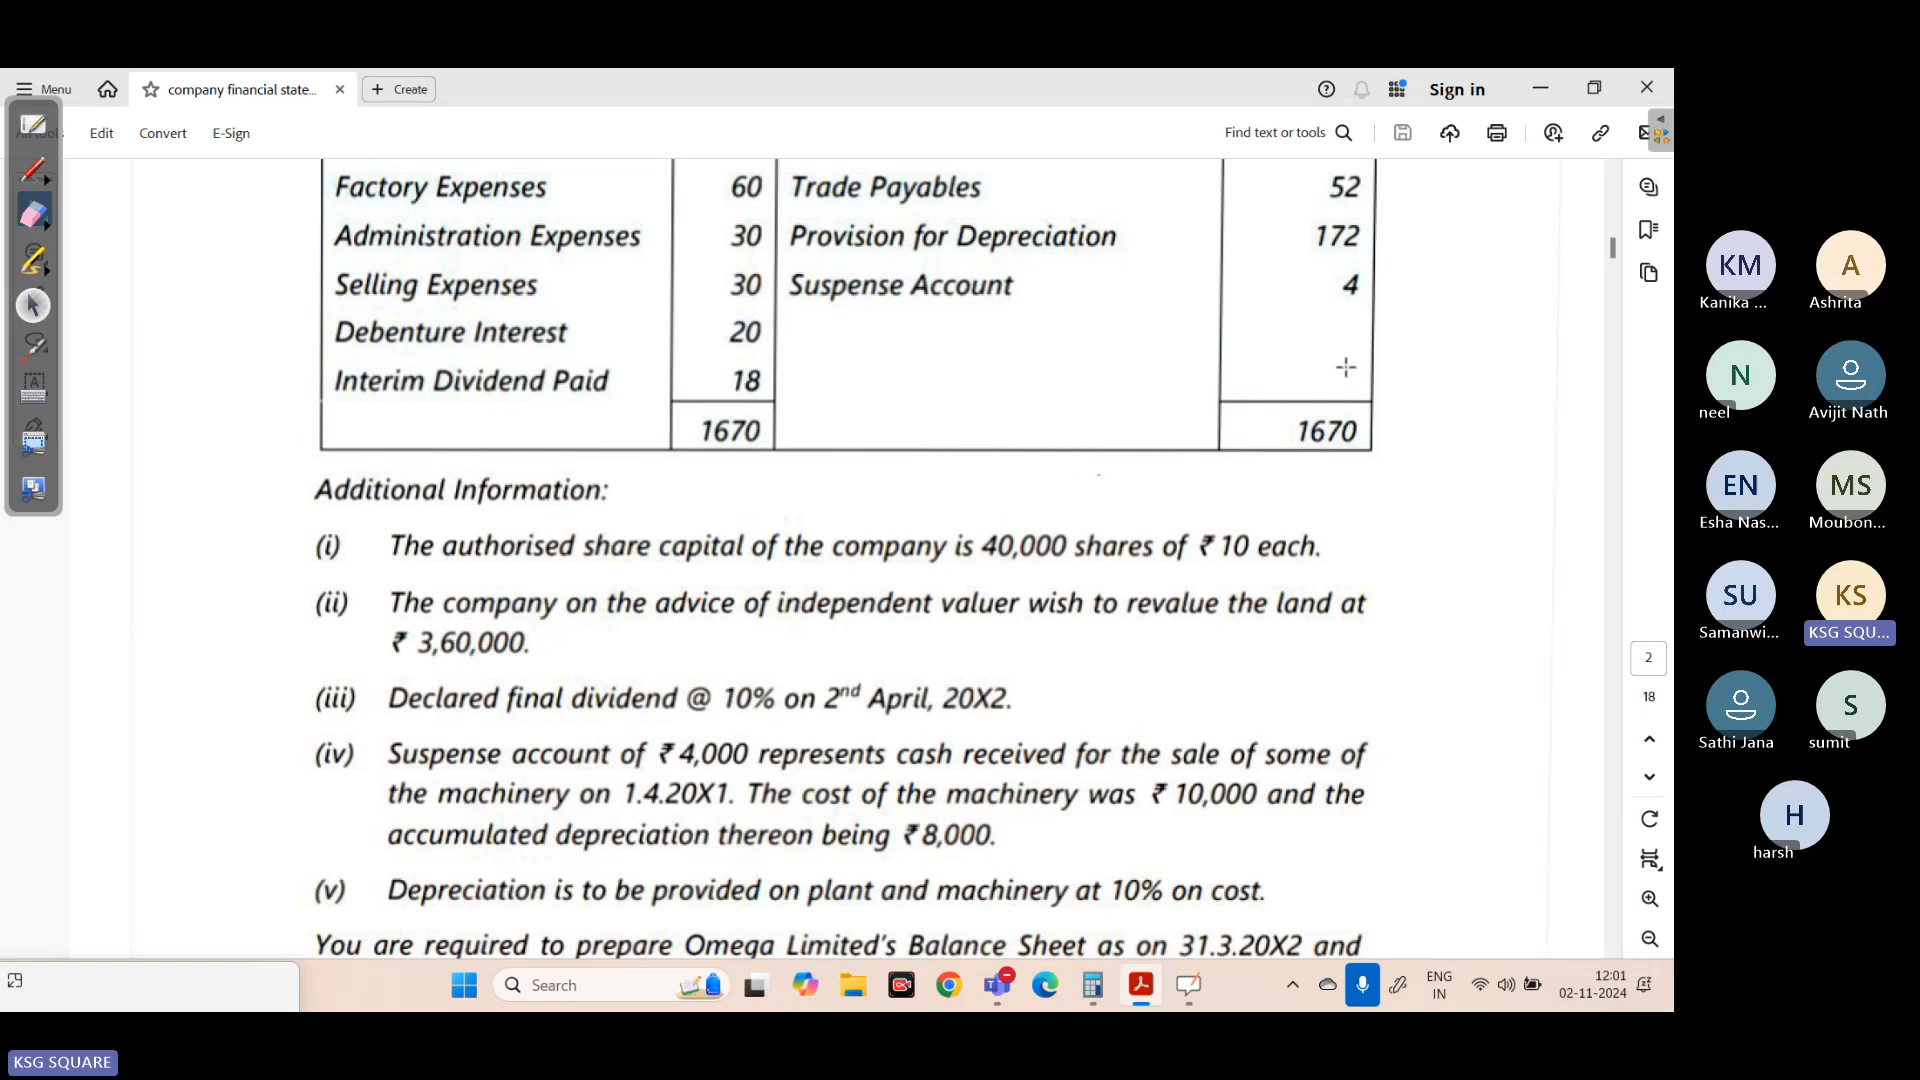 Menu
company financial state...
Create
Sign in
Edit
Convert
E-Sign
Find text or tools
Factory Expenses 60 Trade Payables 52
Administration Expenses 30 Provision for Depreciation 172
Selling Expenses 30 Suspense Account 4
Debenture Interest 20
Interim Dividend Paid 18
1670 1670
Additional Information:
(i) The authorised share capital of the company is 40,000 shares of ₹ 10 each.
(ii) The company on the advice of independent valuer wish to revalue the land at
₹ 3,60,000.
(iii) Declared final dividend @ 10% on 2nd April, 20X2.
(iv) Suspense account of ₹ 4,000 represents cash received for the sale of some of
the machinery on 1.4.20X1. The cost of the machinery was ₹ 10,000 and the
accumulated depreciation thereon being ₹ 8,000.
(v) Depreciation is to be provided on plant and machinery at 10% on cost.
You are required to prepare Omega Limited's Balance Sheet as on 31.3.20X2 and
2
18
Search
ENG
IN
12:01
02-11-2024
KM
Kanika ...
A
Ashrita
N
neel
Avijit Nath
EN
Esha Nas...
MS
Moubon...
SU
Samanwi...
KS
KSG SQU...
Sathi Jana
S
sumit
H
harsh
KSG SQUARE